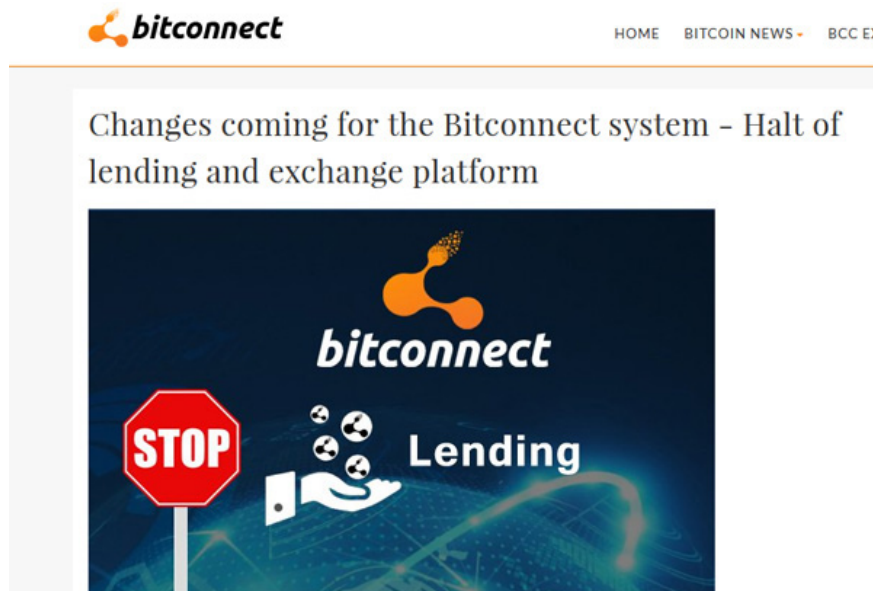 bitconnect
HOME BITCOIN NEWS BCC
Changes coming for the Bitconnect system - Halt of
lending and exchange platform
bitconnect
STOP
Lending